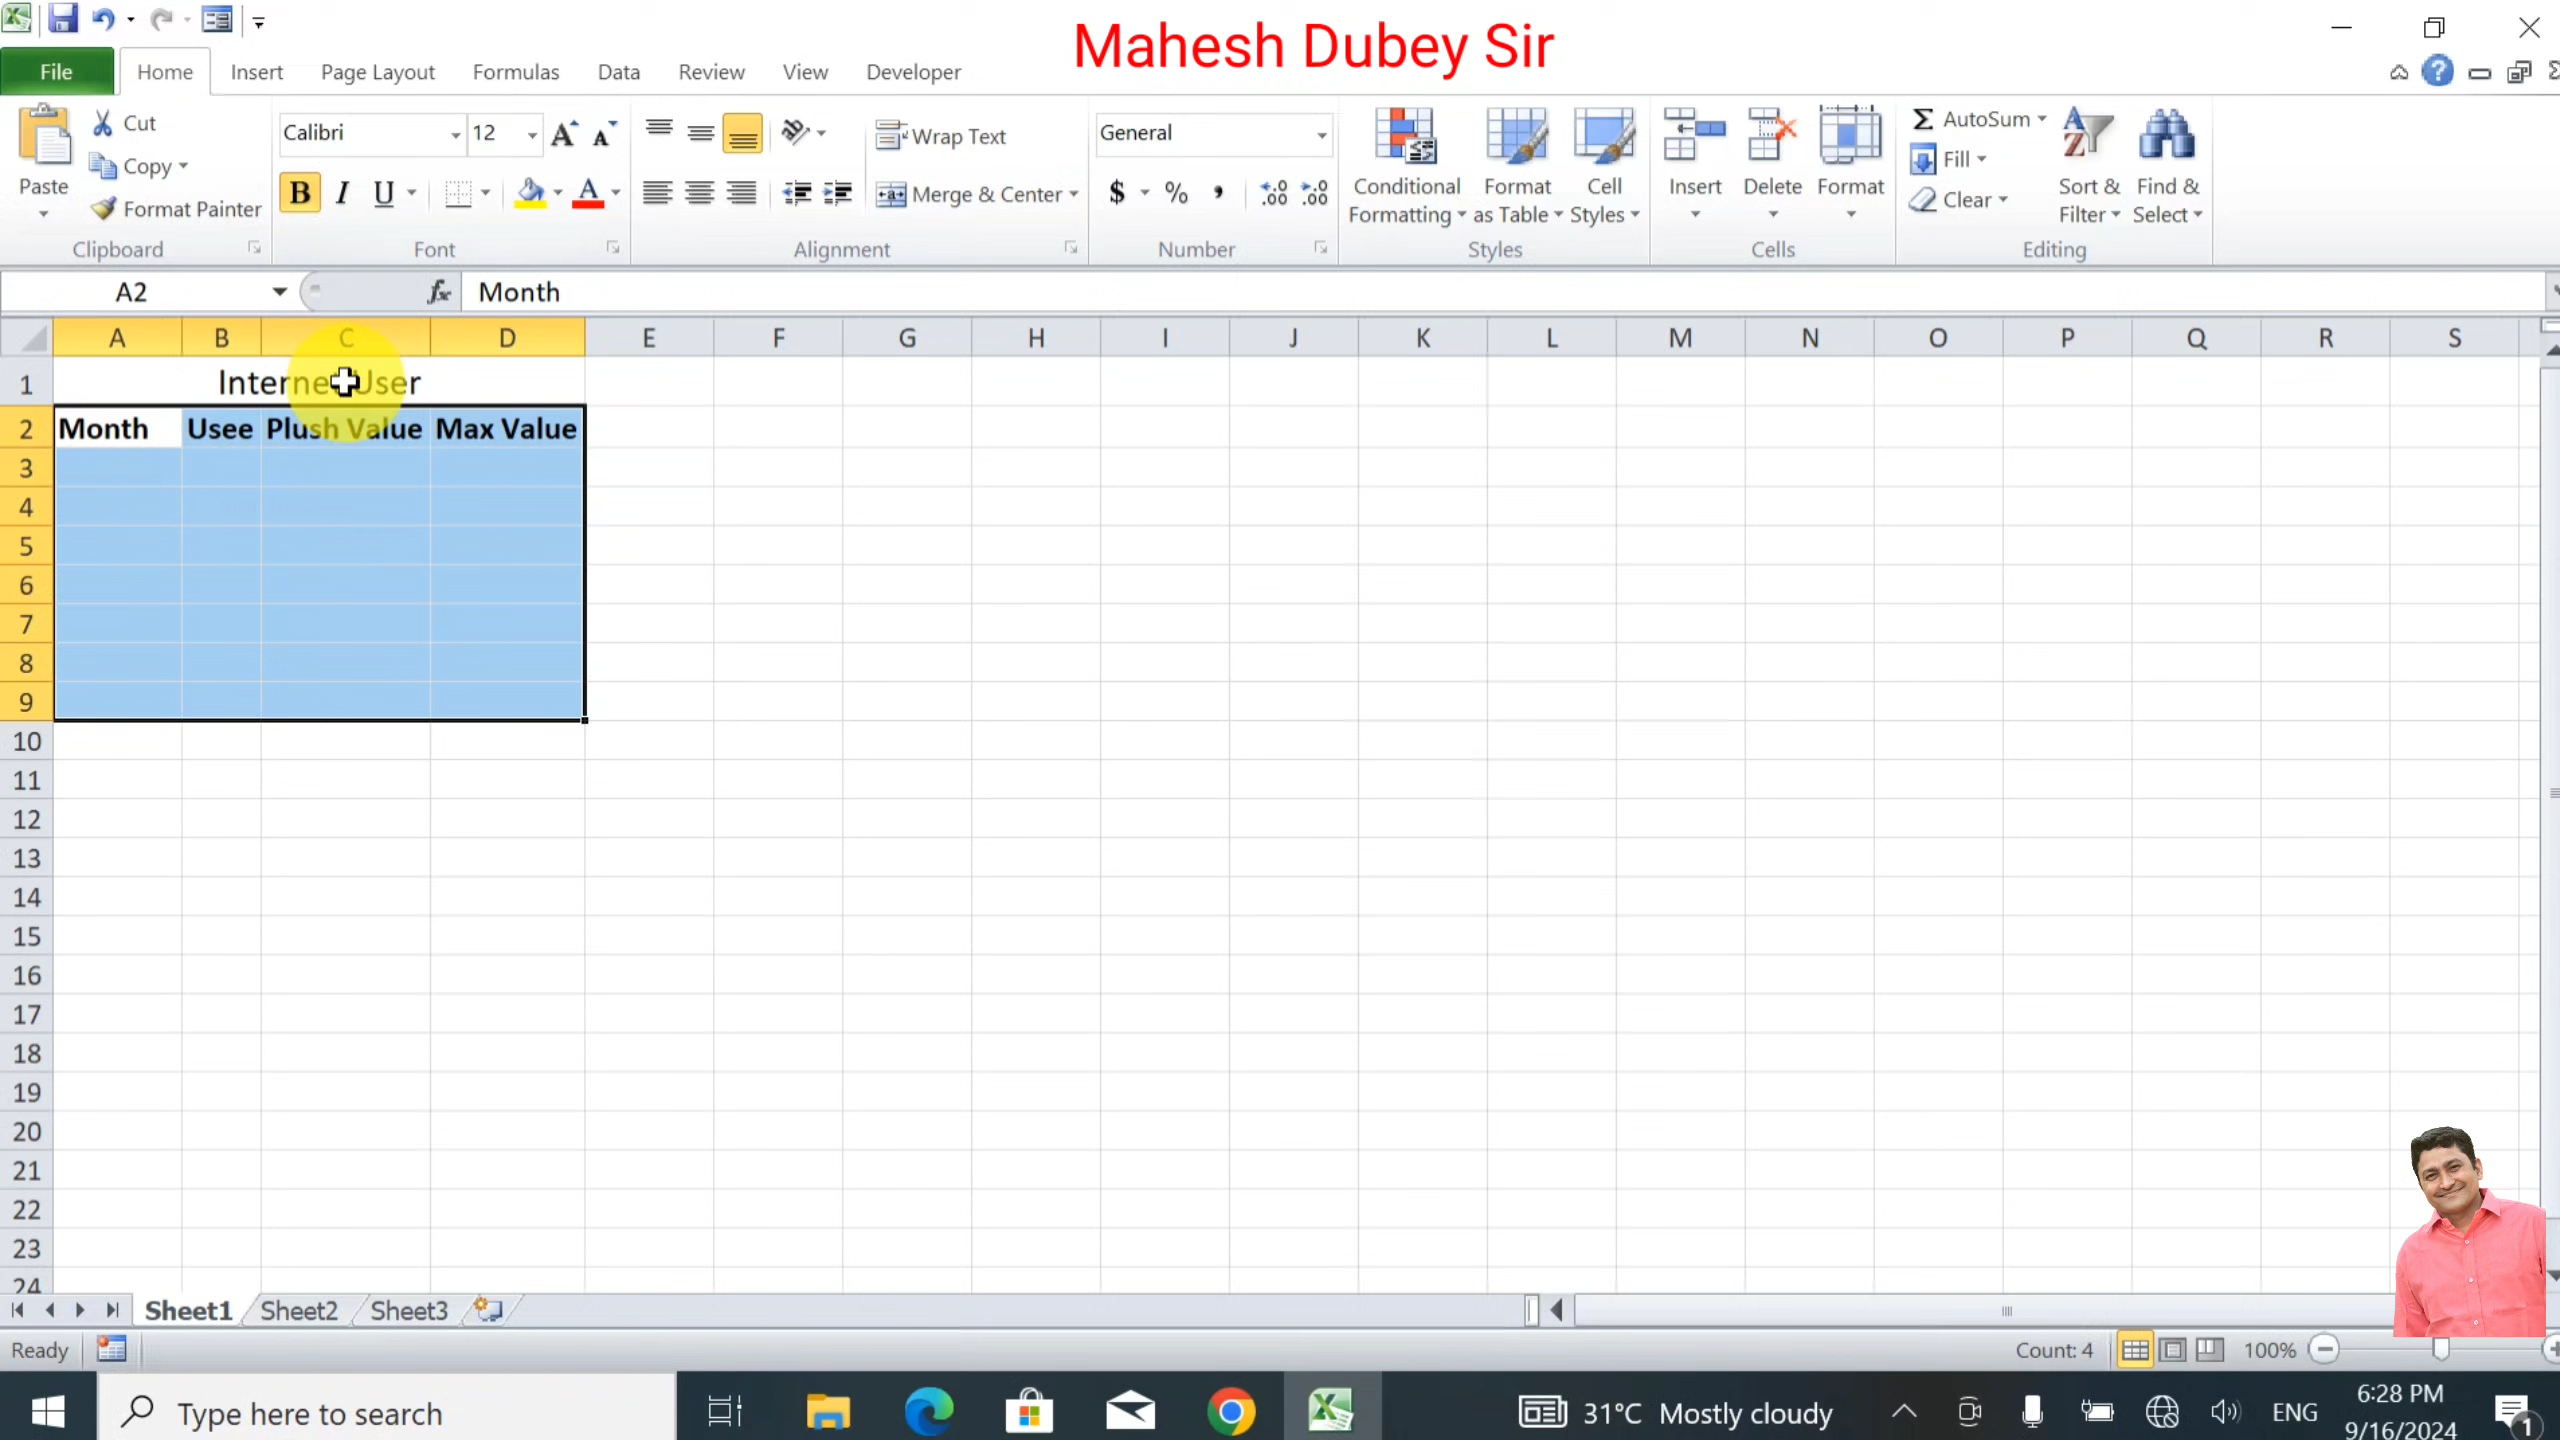 Mahesh Dubey Sir
File Home Insert Page Layout Formulas Data Review View Developer
Paste
Cut
Copy
Format Painter
Clipboard
Calibri 12
B I U A
Font
Wrap Text
Merge & Center
Alignment
General
$ % ,
Number
Conditional Formatting
Format as Table
Cell Styles
Styles
Insert Delete Format
Cells
Σ AutoSum
Fill
Clear
Sort & Filter
Find & Select
Editing
A2 fx Month
A B C D E F G H I J K L M N O P Q R S
1 Internet User
2 Month Usee Plush Value Max Value
3
4
5
6
7
8
9
10
11
12
13
14
15
16
17
18
19
20
21
22
23
24
Sheet1 Sheet2 Sheet3
Ready Count: 4 100%
Type here to search 31°C Mostly cloudy ENG 6:28 PM
9/16/2024
1